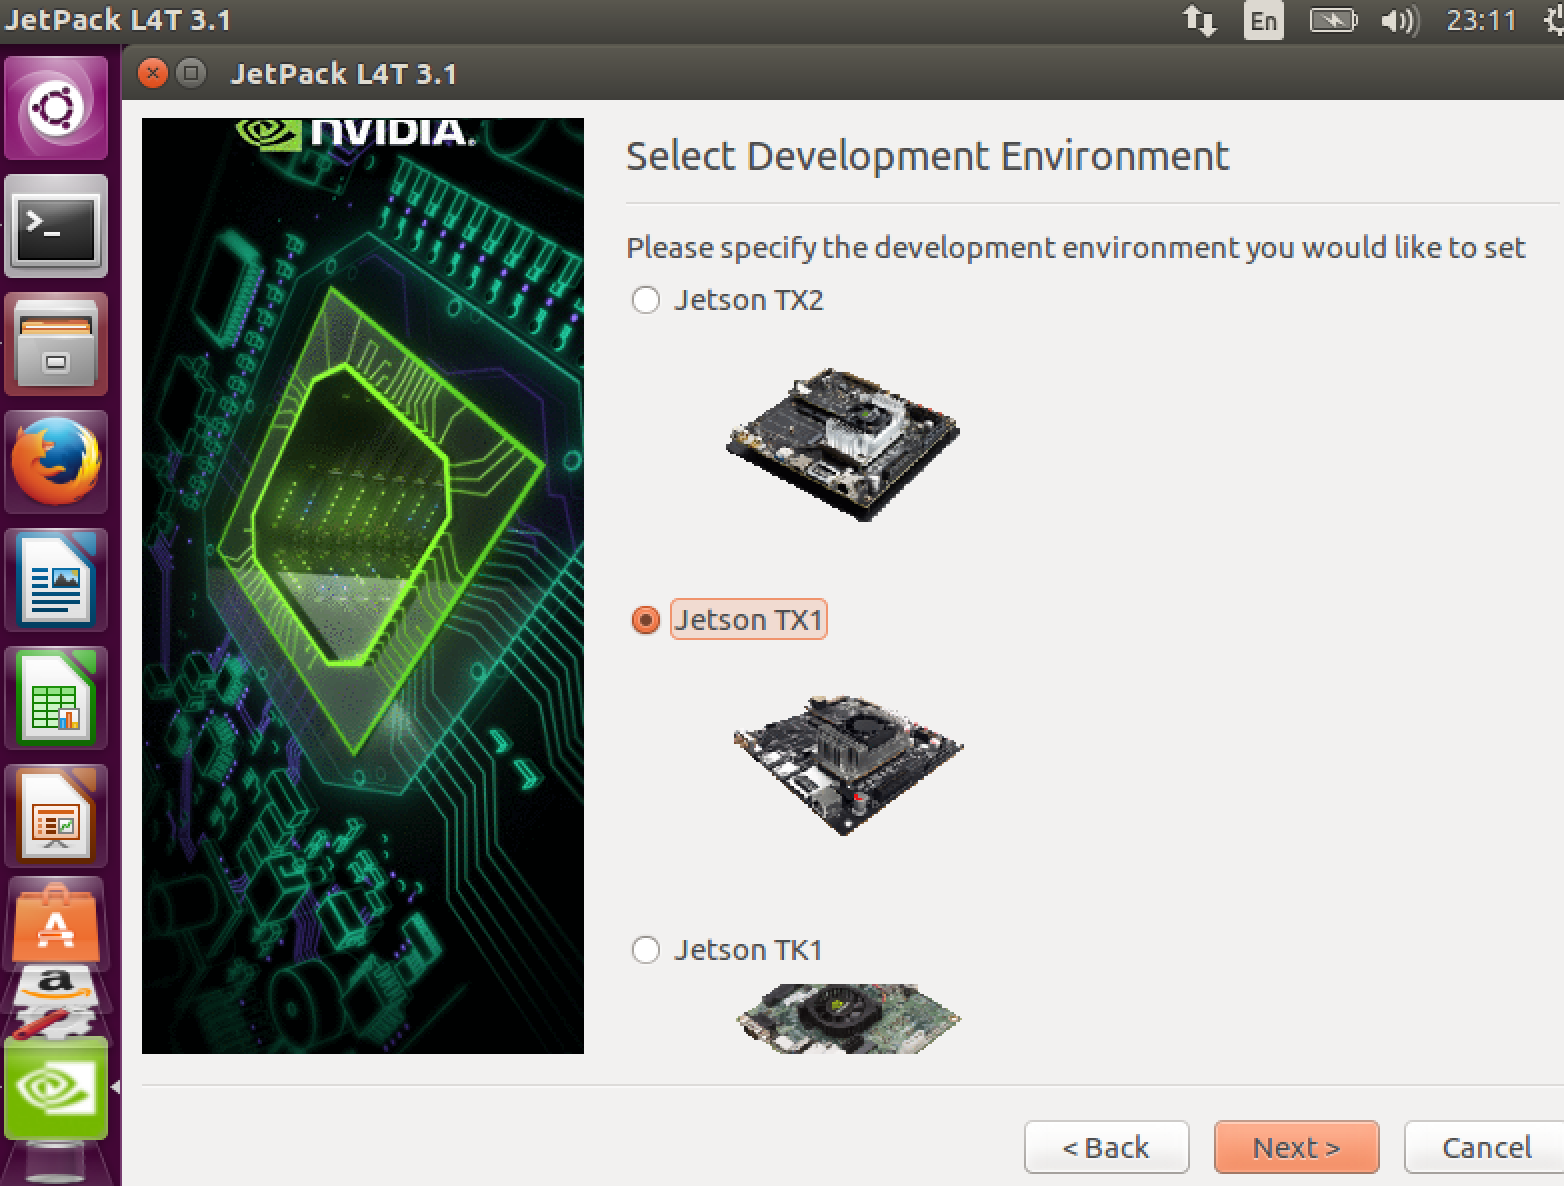 JetPack L4T 3.1
En
23:11
JetPack L4T 3.1
NVIDIA
Select Development Environment
Please specify the development environment you would like to set
Jetson TX2
Jetson TX1
Jetson TK1
< Back
Next >
Cancel